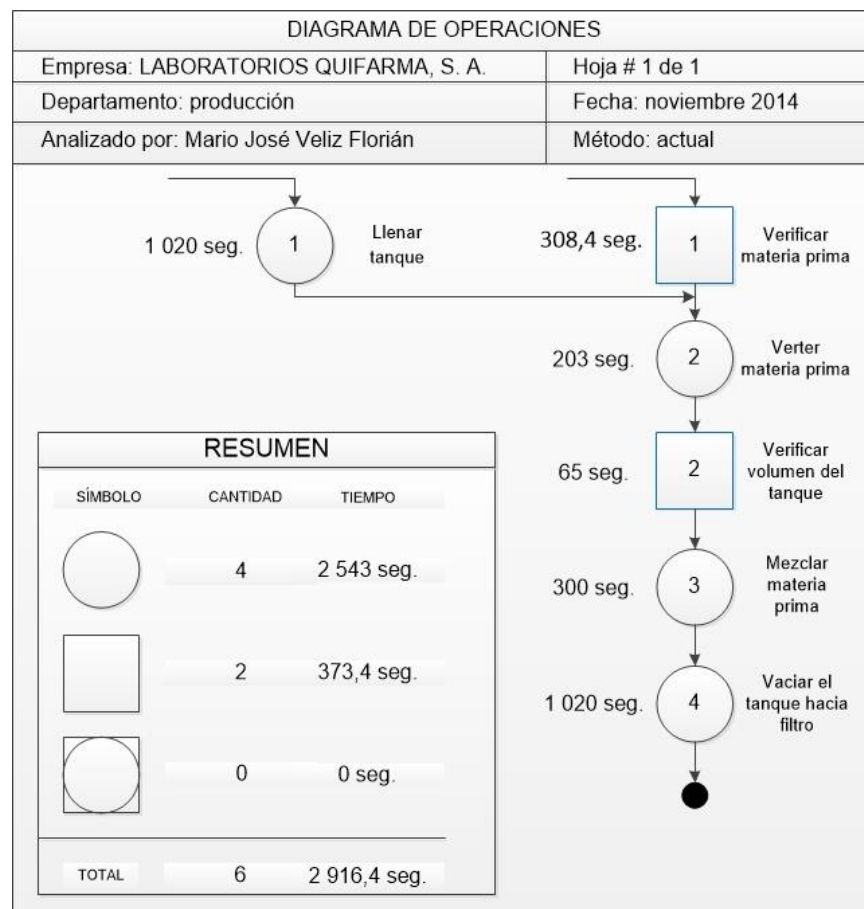 DIAGRAMA DE OPERACIONES
Empresa: LABORATORIOS QUIFARMA, S. A.
Hoja # 1 de 1
Departamento: producción
Fecha: noviembre 2014
Analizado por: Mario José Veliz Florián
Método: actual
1 020 seg.
1
Llenar
tanque
308,4 seg.
1
Verificar
materia prima
203 seg.
2
Verter
materia prima
65 seg.
2
Verificar
volumen del
tanque
300 seg.
3
Mezclar
materia
prima
1 020 seg.
4
Vaciar el
tanque hacia
filtro
RESUMEN
SÍMBOLO CANTIDAD TIEMPO
4 2 543 seg.
2 373,4 seg.
0 0 seg.
TOTAL 6 2 916,4 seg.